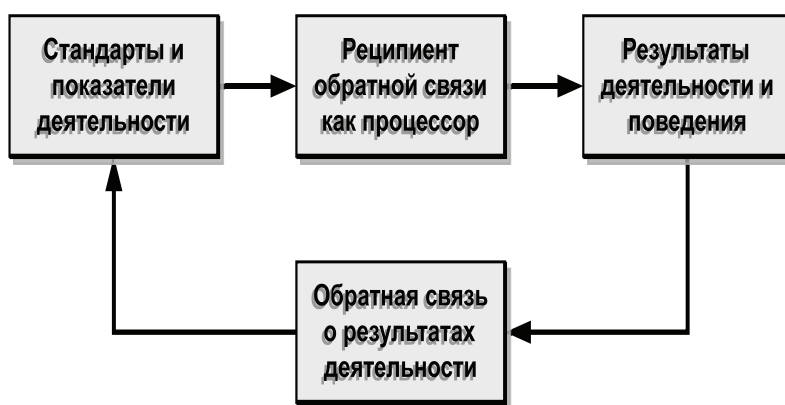 Стандарты и
показатели
деятельности
Реципиент
обратной связи
как процессор
Результаты
деятельности и
поведения
Обратная связь
о результатах
деятельности